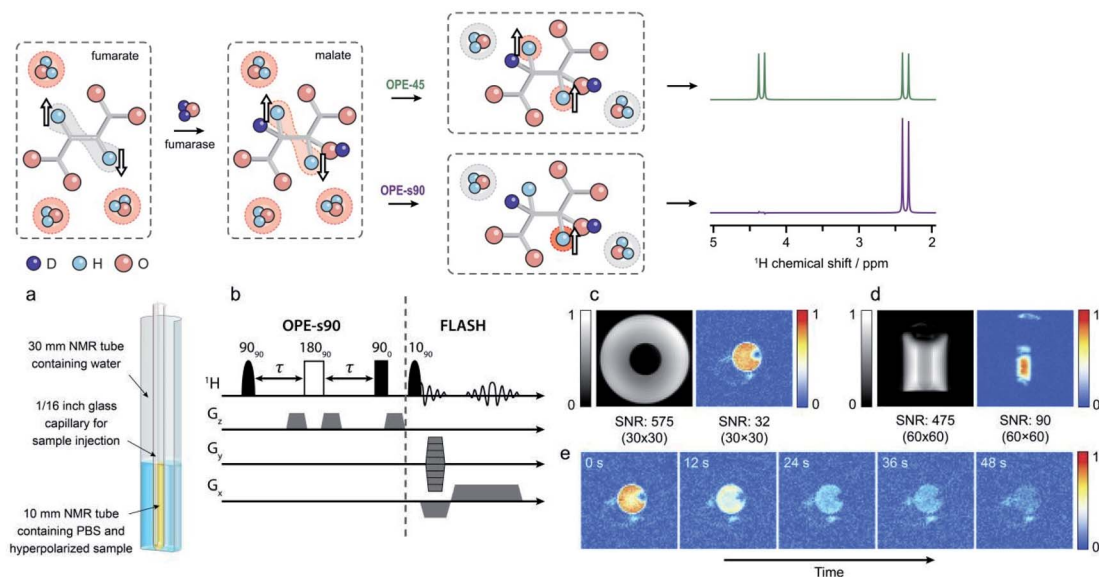 fumarate
fumarase
malate
OPE-45
OPE-s90
D H O
5 4 3 2
¹H chemical shift / ppm
a
30 mm NMR tube
containing water
1/16 inch glass
capillary for
sample injection
10 mm NMR tube
containing PBS and
hyperpolarized sample
b
OPE-s90 FLASH
90₉₀ 180₉₀ 90₀ 10₉₀
τ τ
¹H
G_z
G_y
G_x
c
1
0
1
0
SNR: 575
(30x30)
SNR: 32
(30×30)
d
1
0
1
0
SNR: 475
(60x60)
SNR: 90
(60×60)
e
0 s 12 s 24 s 36 s 48 s
1
0
Time